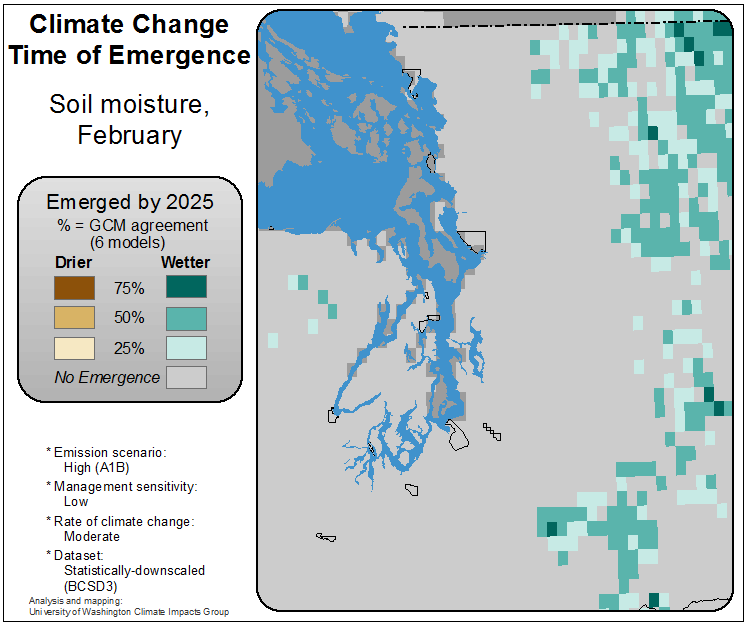 Climate Change
Time of Emergence
Soil moisture,
February
Emerged by 2025
% = GCM agreement
(6 models)
Drier Wetter
75%
50%
25%
No Emergence
* Emission scenario:
High (A1B)
* Management sensitivity:
Low
* Rate of climate change:
Moderate
* Dataset:
Statistically-downscaled
(BCSD3)
Analysis and mapping:
University of Washington Climate Impacts Group